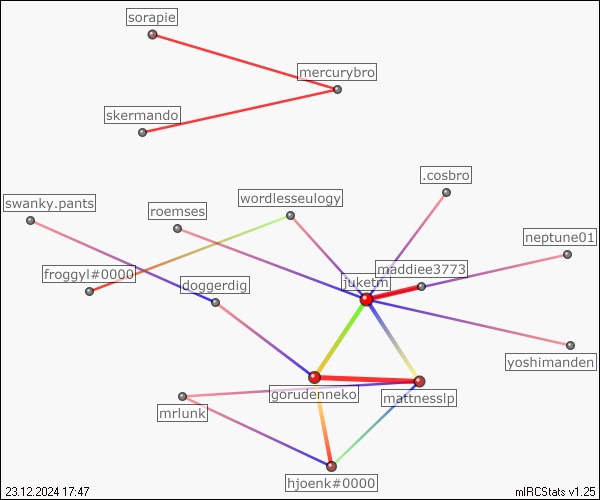 sorapie
mercurybro
skermando
.cosbro
wordlesseulogy
swanky.pants
roemses
neptune01
maddiee3773
froggyl#0000
juketm
doggerdig
yoshimanden
gorudenneko
mattnesslp
mrlunk
hjoenk#0000
23.12.2024 17:47
mIRCStats v1.25